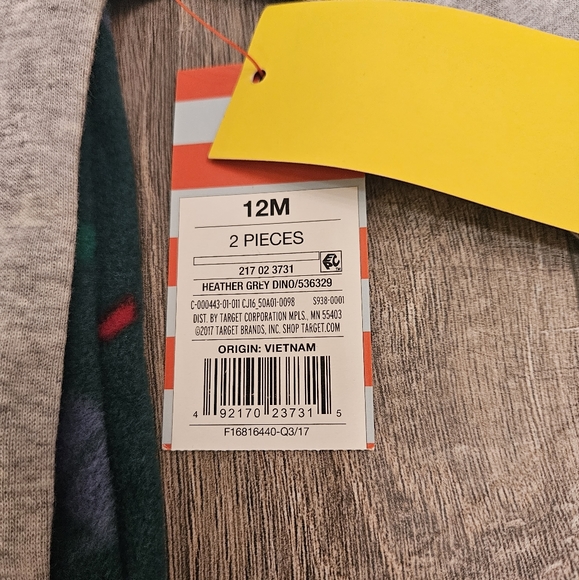 12M
2 PIECES
217 02 3731
HEATHER GREY DINO/536329
C-000443-01-011 CJ16_50A01-0098 S938-0001
DIST. BY TARGET CORPORATION MPLS., MN 55403
©2017 TARGET BRANDS, INC. SHOP TARGET.COM
ORIGIN: VIETNAM
4 92170 23731 5
F16816440-Q3/17